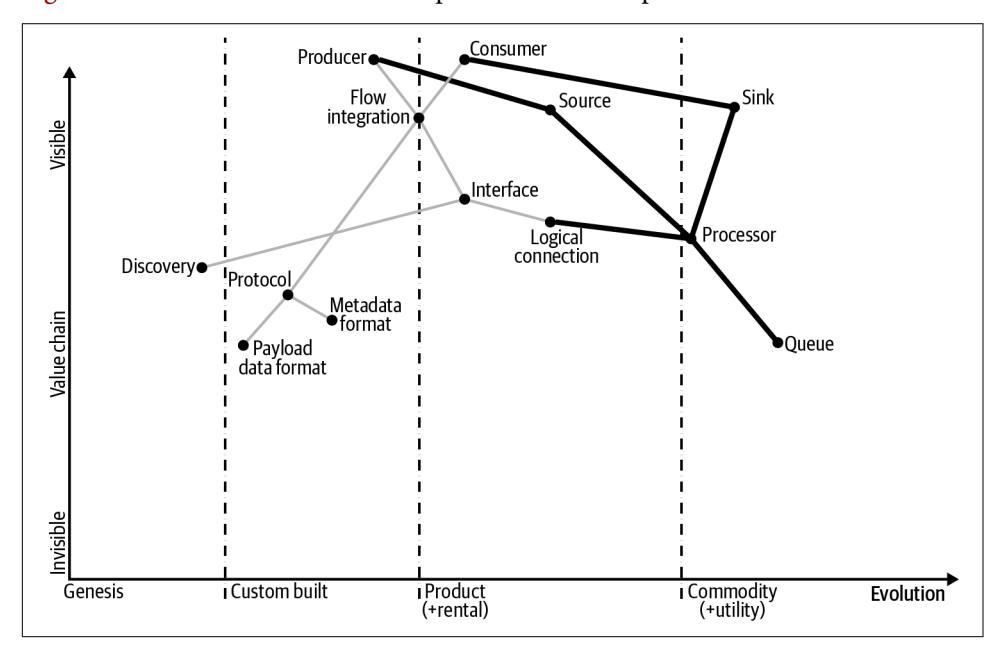 Producer
Consumer
Flow
integration
Source
Sink
Interface
Logical
connection
Processor
Discovery
Protocol
Metadata
format
Payload
data format
Queue
Visible
Value chain
Invisible
Genesis
Custom built
Product
(+rental)
Commodity
(+utility)
Evolution